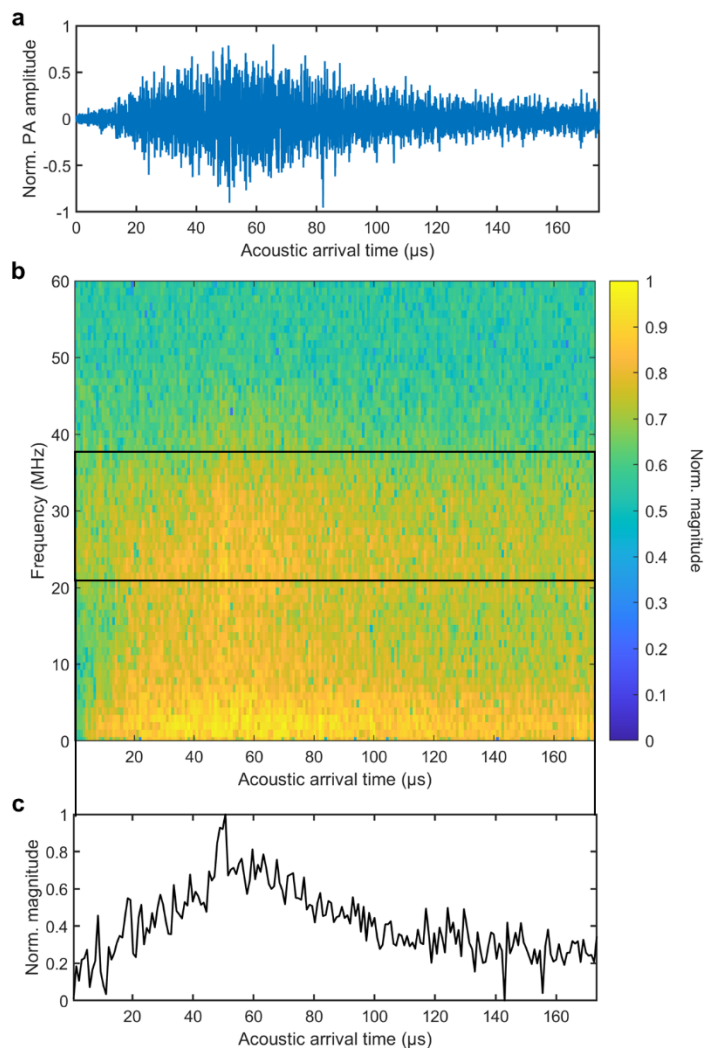 a
1
0.5
0
-0.5
-1
Norm. PA amplitude
0 20 40 60 80 100 120 140 160
Acoustic arrival time (µs)
b
60
50
40
30
20
10
0
Frequency (MHz)
20 40 60 80 100 120 140 160
Acoustic arrival time (µs)
1
0.9
0.8
0.7
0.6
0.5
0.4
0.3
0.2
0.1
0
Norm. magnitude
c
1
0.8
0.6
0.4
0.2
0
Norm. magnitude
20 40 60 80 100 120 140 160
Acoustic arrival time (µs)